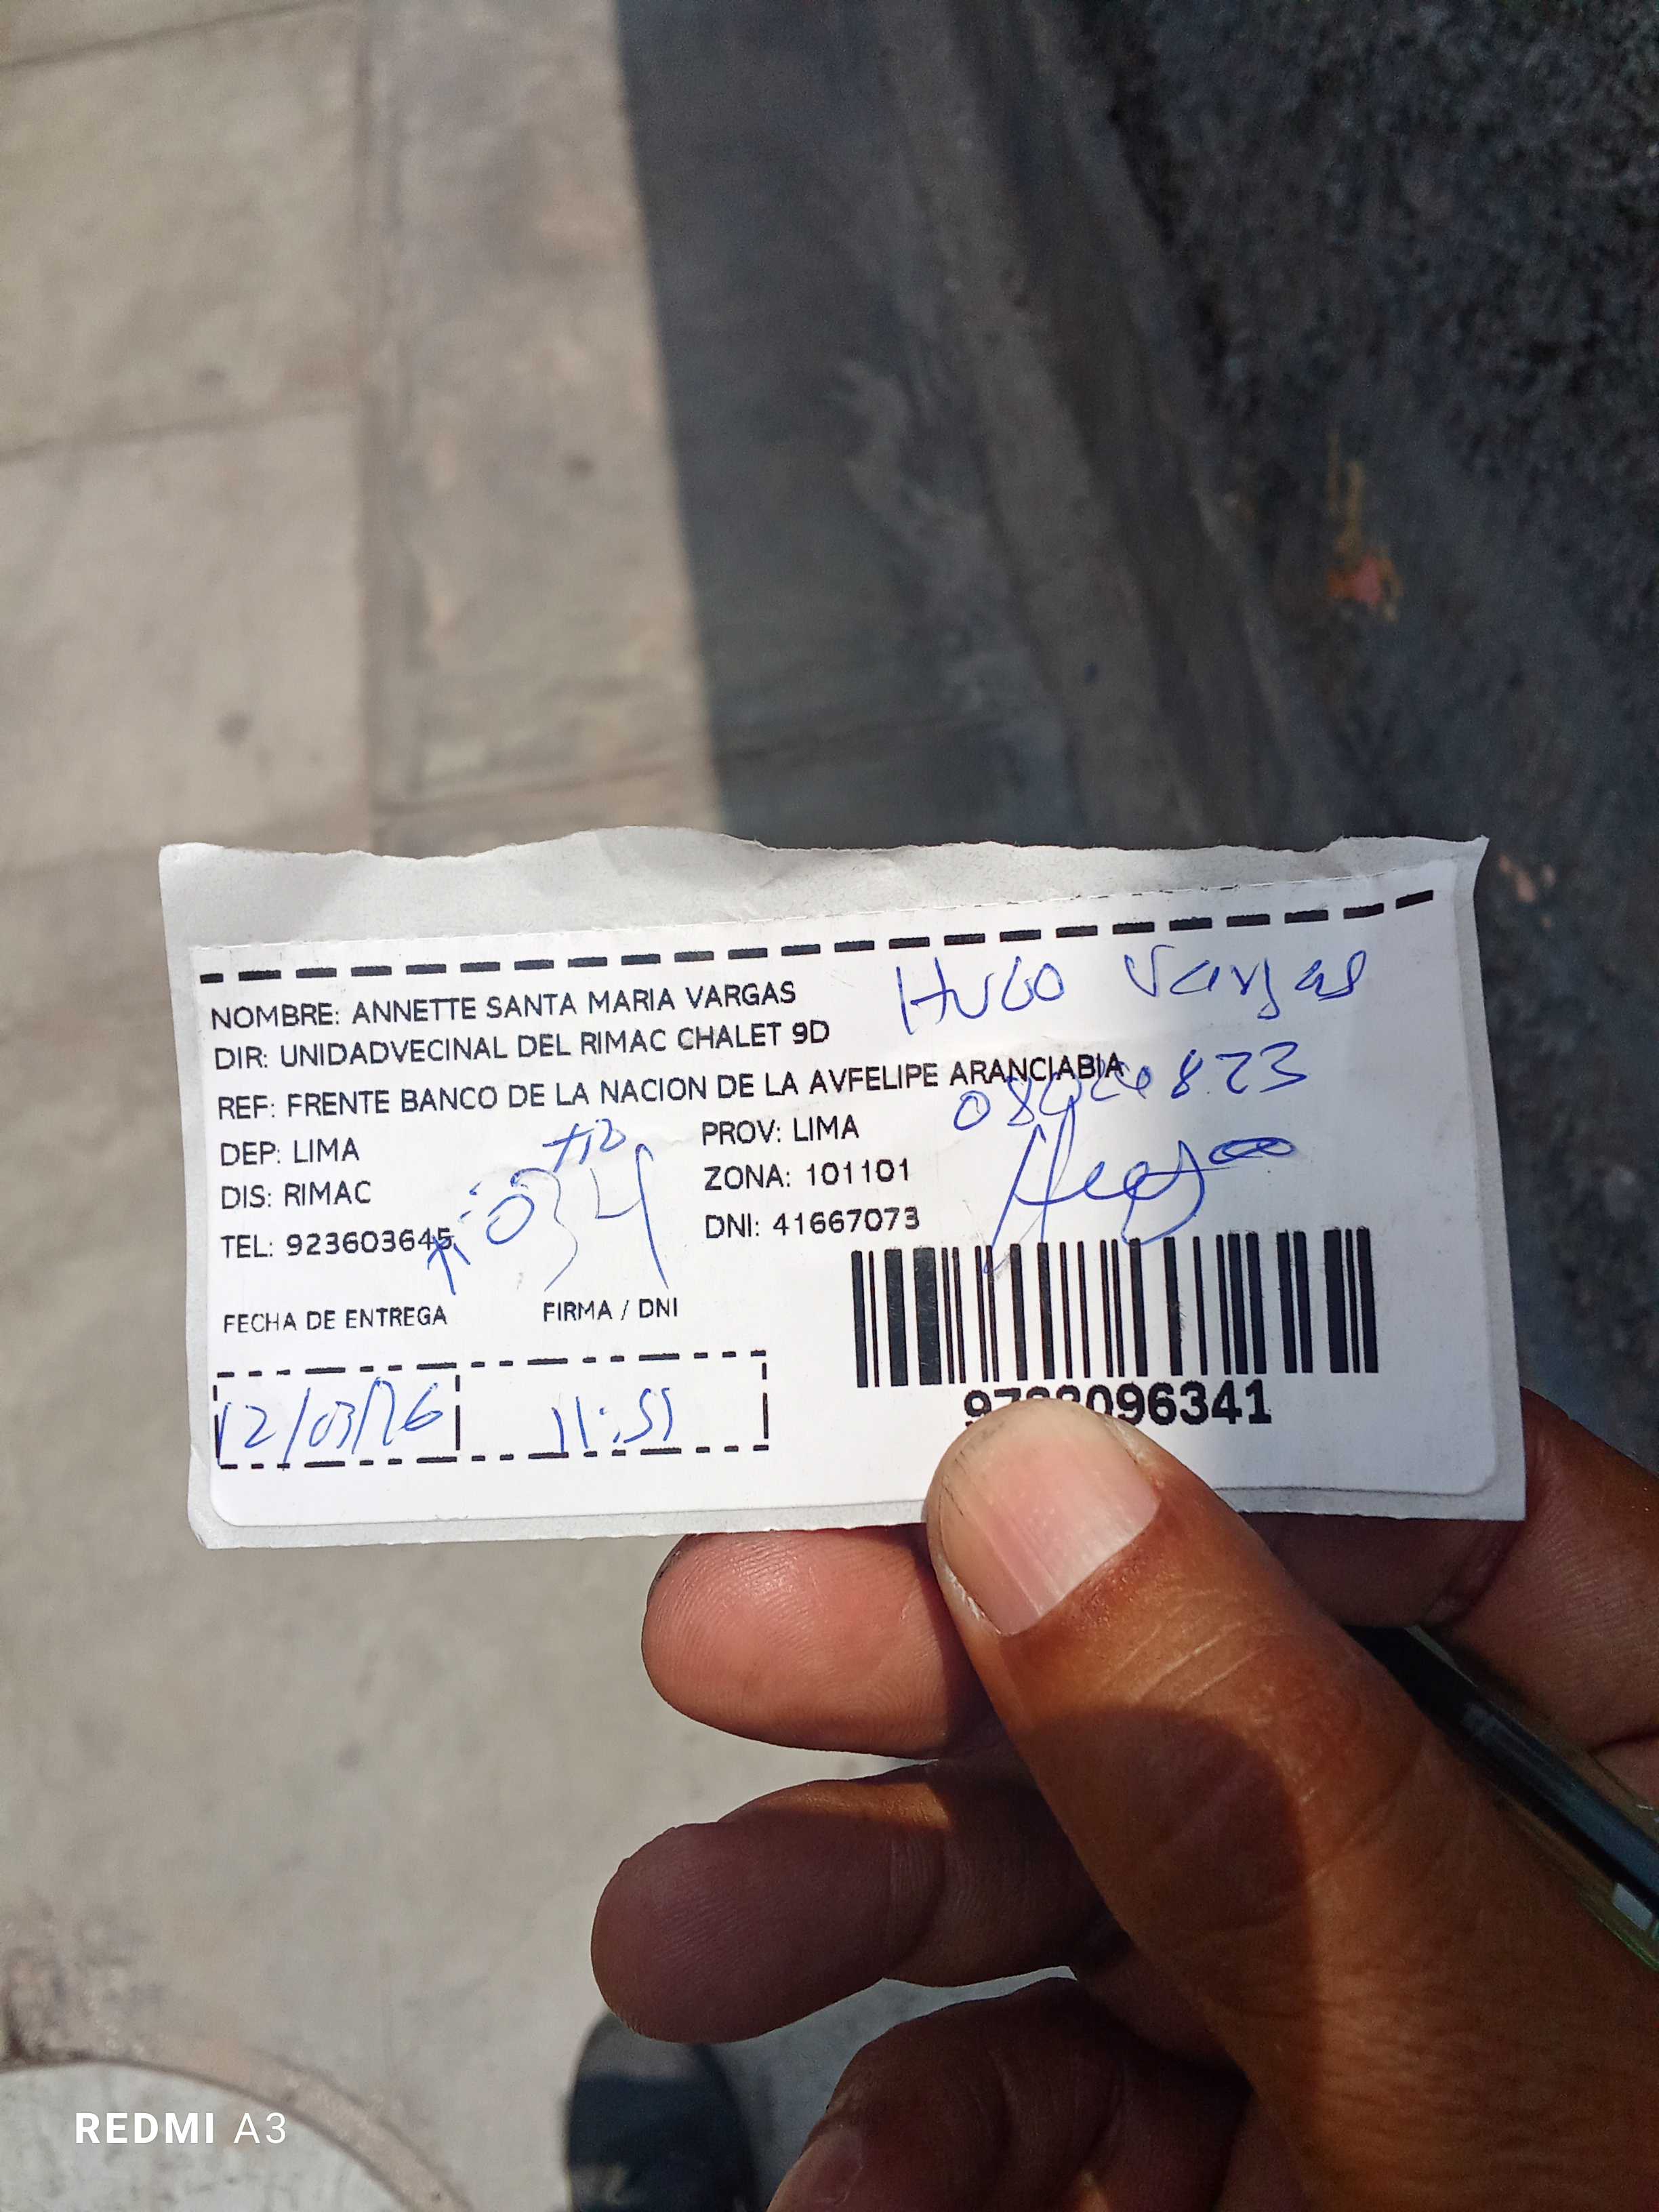 NOMBRE: ANNETTE SANTA MARIA VARGAS
Hugo Vargas
DIR: UNIDADVECINAL DEL RIMAC CHALET 9D
REF: FRENTE BANCO DE LA NACION DE LA AVFELIPE ARANCIABIA
DEP: LIMA
PROV: LIMA
DIS: RIMAC
ZONA: 101101
TEL: 923603645
DNI: 41667073
FECHA DE ENTREGA
FIRMA / DNI
12/03/26
11:51
096341
REDMI A3